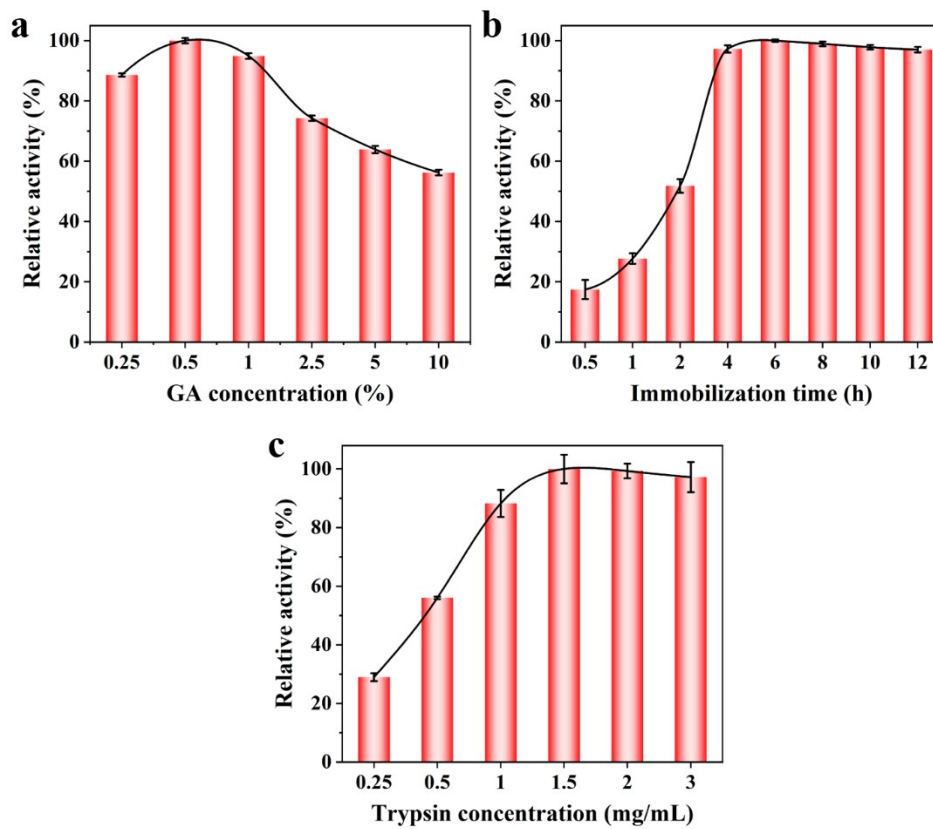 a
Relative activity (%)
100
80
60
40
20
0
0.25 0.5 1 2.5 5 10
GA concentration (%)
b
Relative activity (%)
100
80
60
40
20
0
0.5 1 2 4 6 8 10 12
Immobilization time (h)
c
Relative activity (%)
100
80
60
40
20
0
0.25 0.5 1 1.5 2 3
Trypsin concentration (mg/mL)